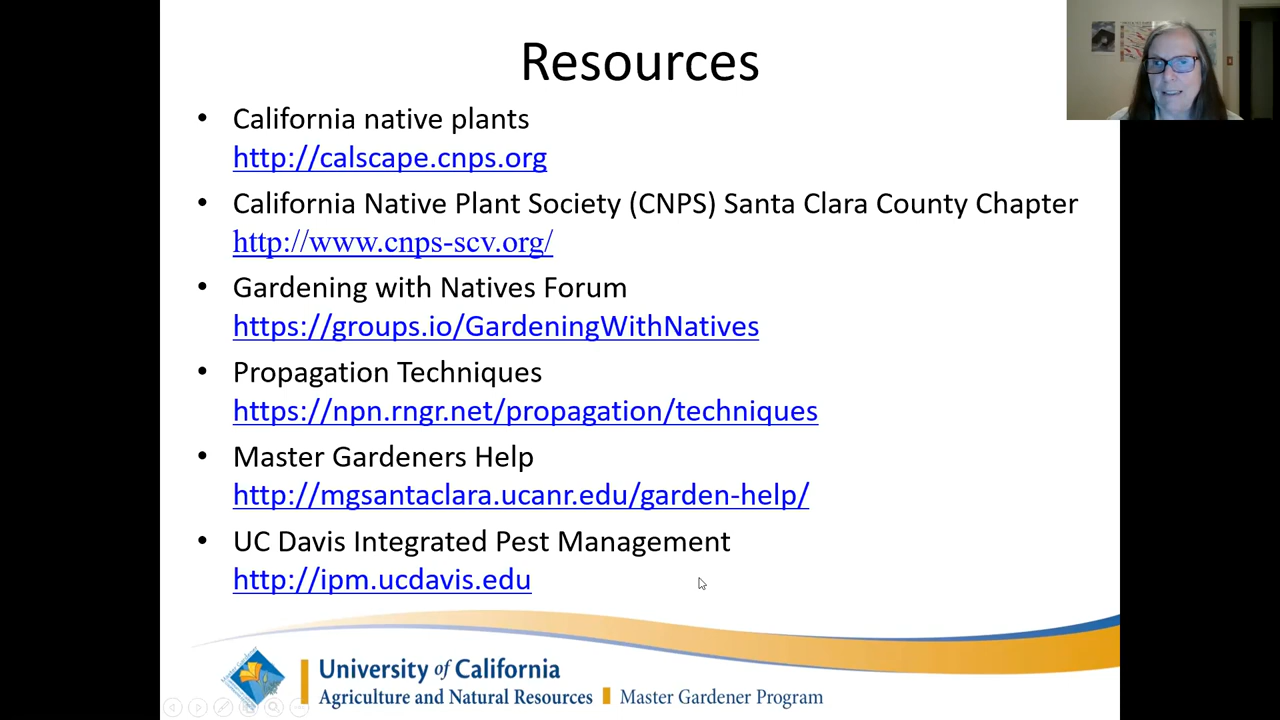 Resources
• California native plants
http://calscape.cnps.org
• California Native Plant Society (CNPS) Santa Clara County Chapter
http://www.cnps-scv.org/
• Gardening with Natives Forum
https://groups.io/GardeningWithNatives
• Propagation Techniques
https://npn.rngr.net/propagation/techniques
• Master Gardeners Help
http://mgsantaclara.ucanr.edu/garden-help/
• UC Davis Integrated Pest Management
http://ipm.ucdavis.edu
University of California
Agriculture and Natural Resources Master Gardener Program